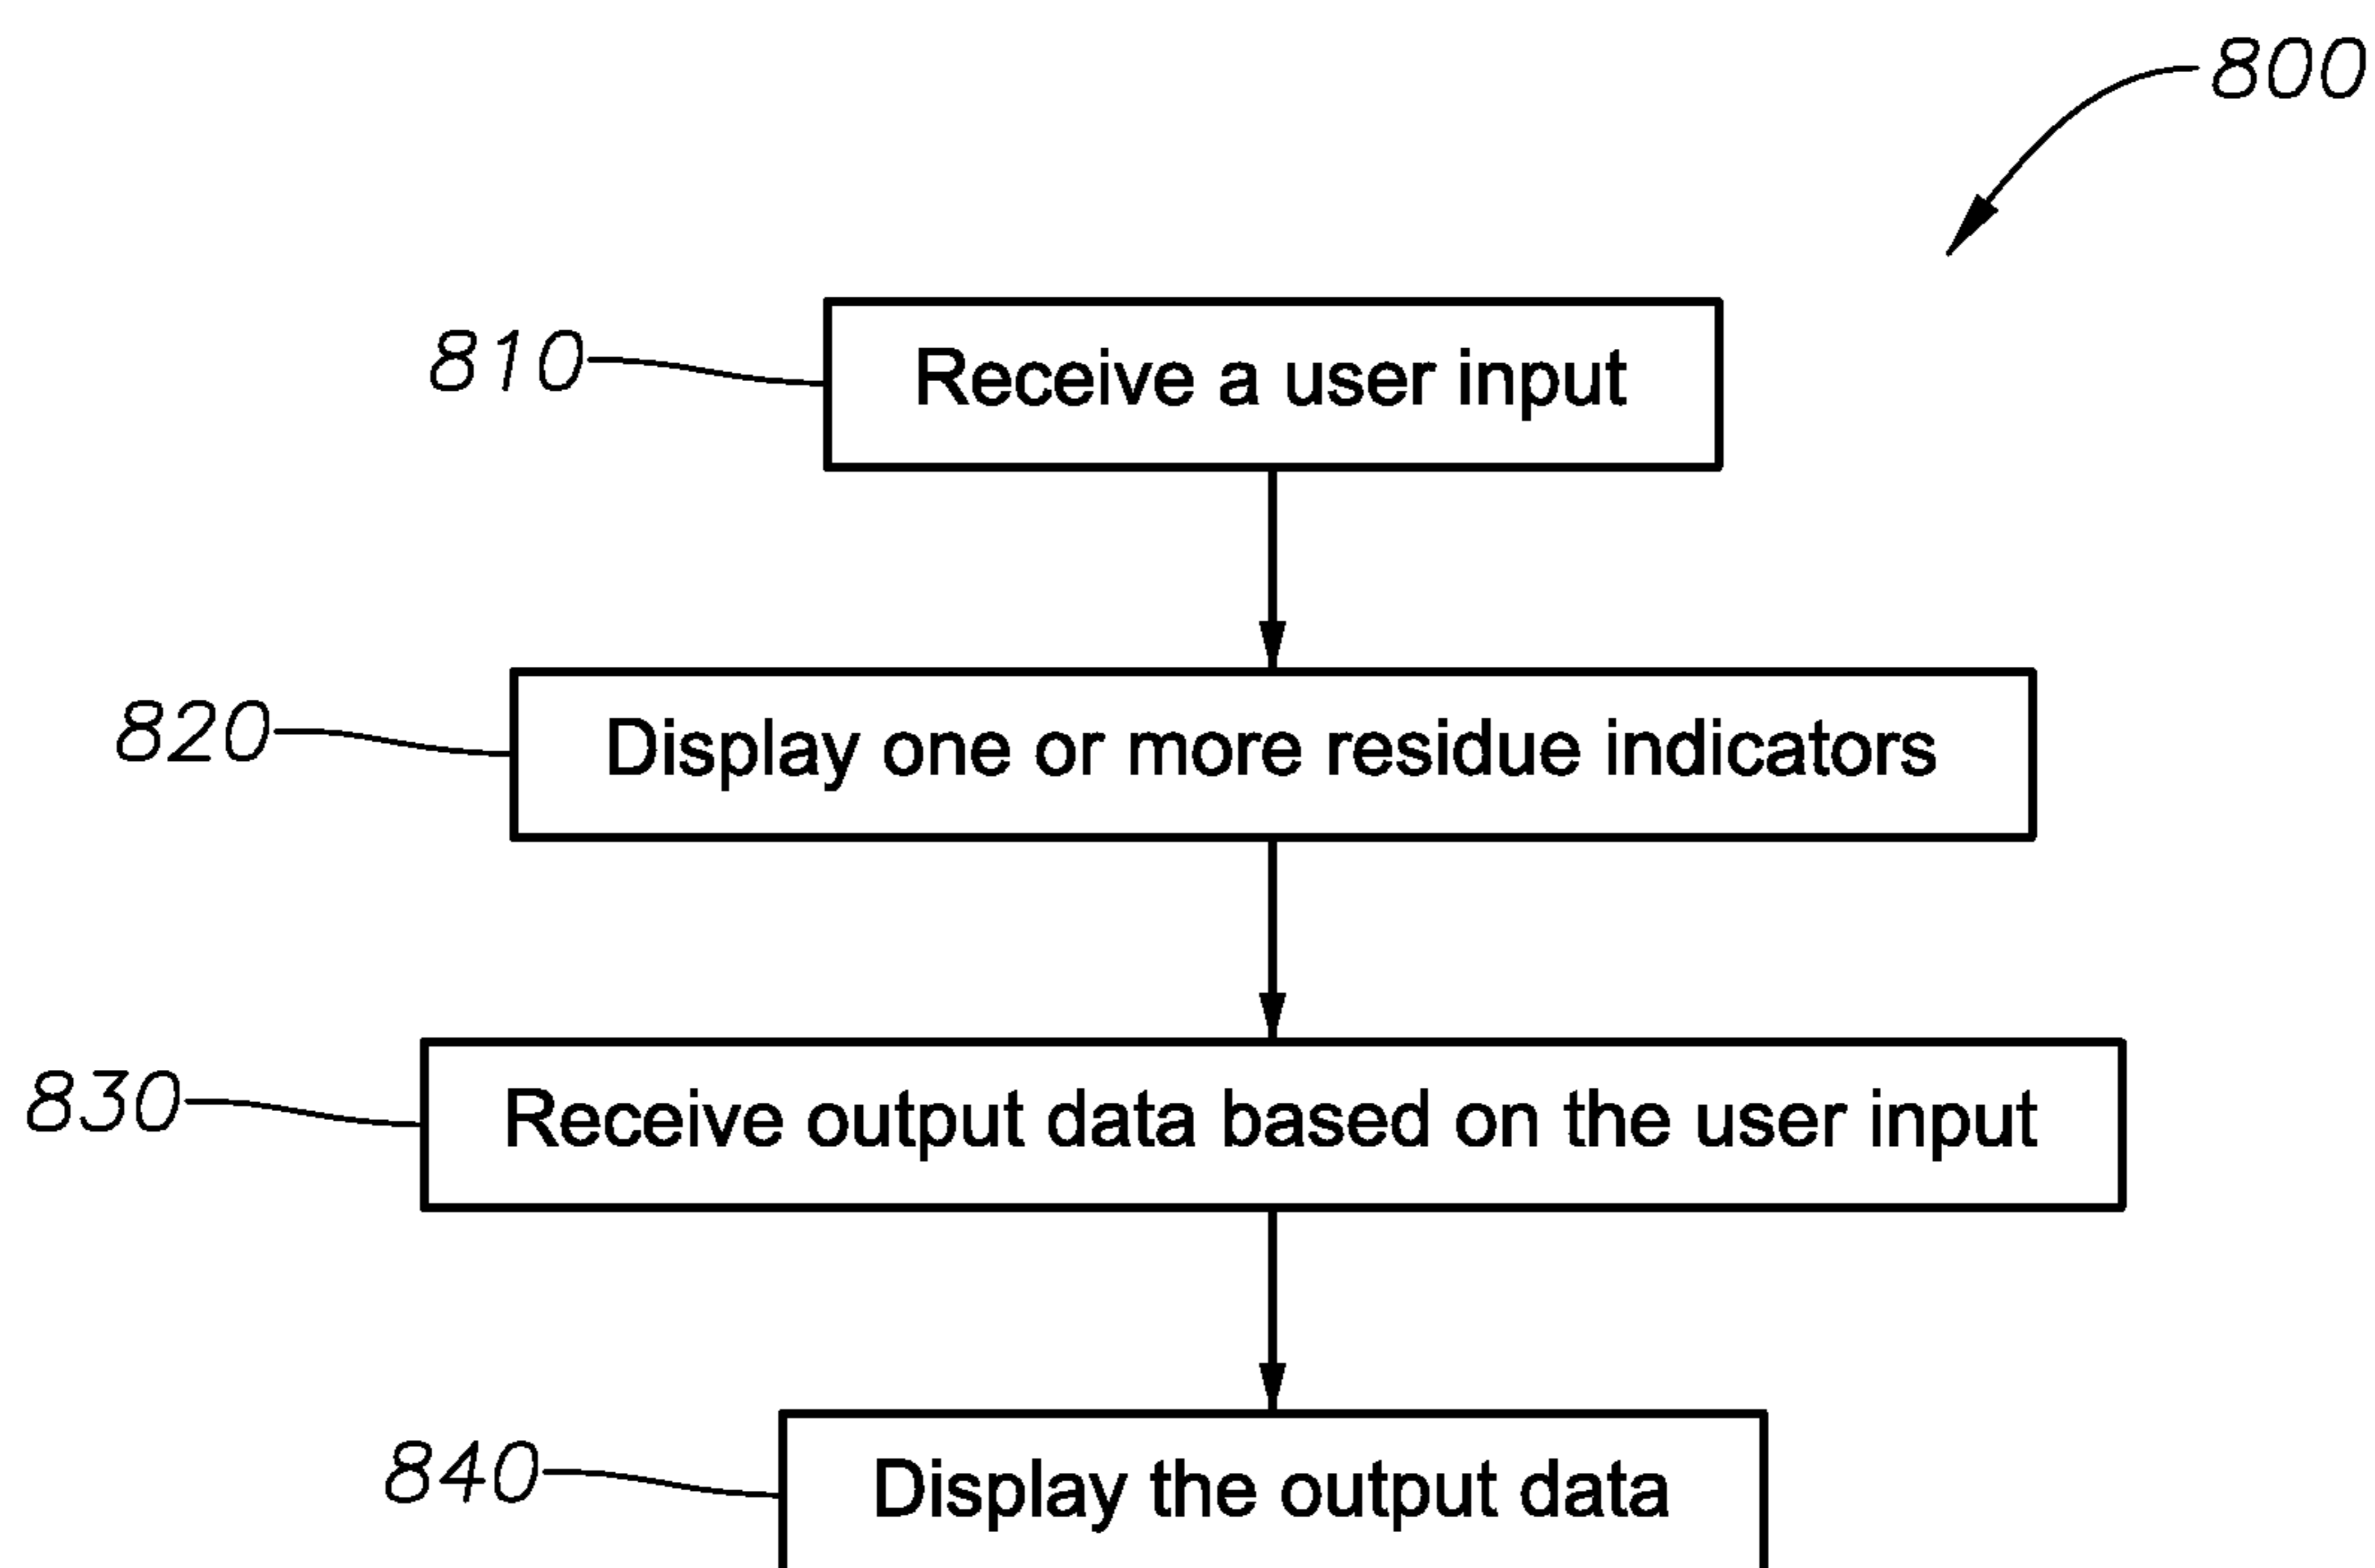 800
810 Receive a user input
820 Display one or more residue indicators
830 Receive output data based on the user input
840 Display the output data